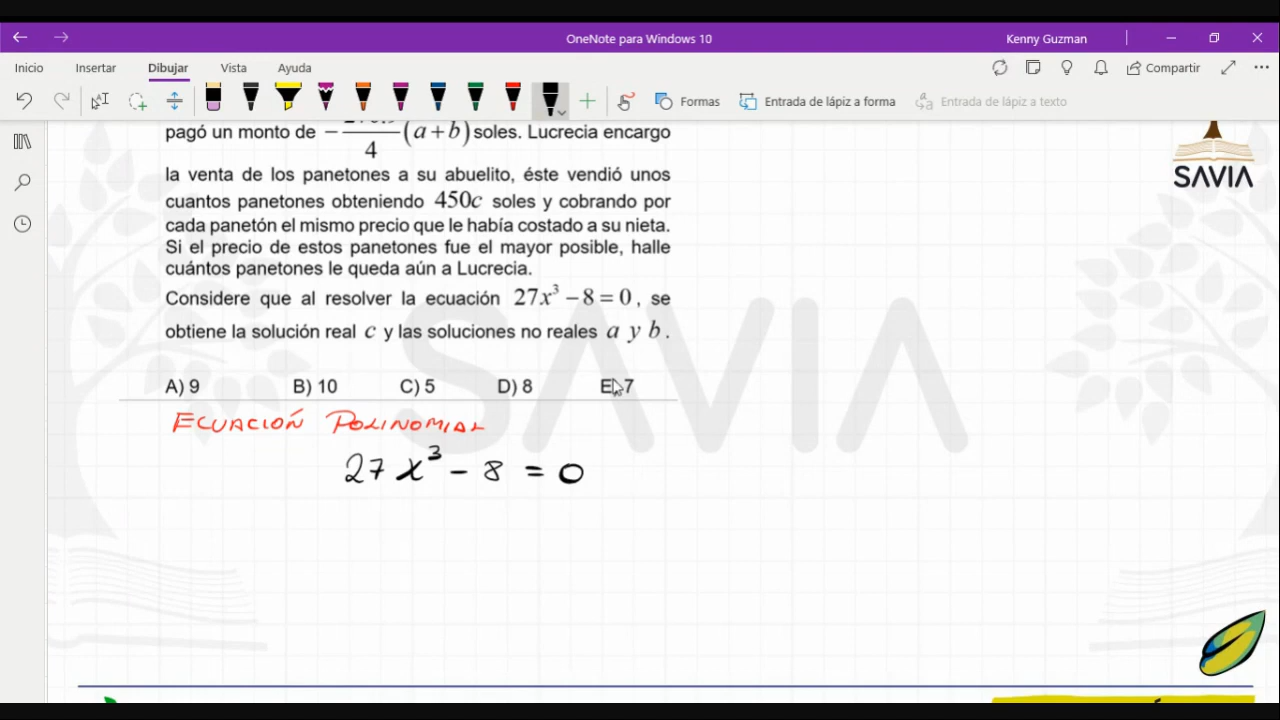 OneNote para Windows 10
Kenny Guzman
Inicio Insertar Dibujar Vista Ayuda
Compartir
Formas Entrada de lápiz a forma Entrada de lápiz a texto
pagó un monto de − 4 (a+b) soles. Lucrecia encargo
la venta de los panetones a su abuelito, éste vendió unos
cuantos panetones obteniendo 450c soles y cobrando por
cada panetón el mismo precio que le había costado a su nieta.
Si el precio de estos panetones fue el mayor posible, halle
cuántos panetones le queda aún a Lucrecia.
Considere que al resolver la ecuación 27x³ − 8 = 0, se
obtiene la solución real c y las soluciones no reales a y b.
A) 9 B) 10 C) 5 D) 8 E) 7
ECUACIÓN POLINOMIAL
27x³ − 8 = 0
SAVIA
SAVIA